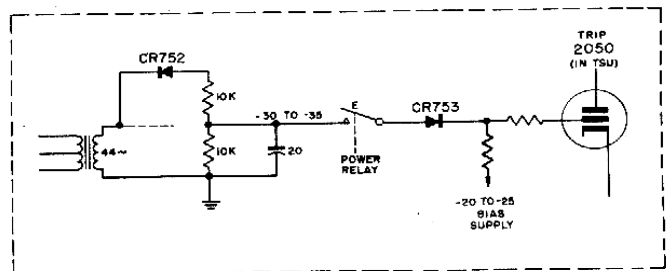 TRIP
2050
(IN TSU)
CR752
10K
-30 TO -35
E
CR753
44~
10K
20
POWER
RELAY
-20 TO -25
BIAS
SUPPLY